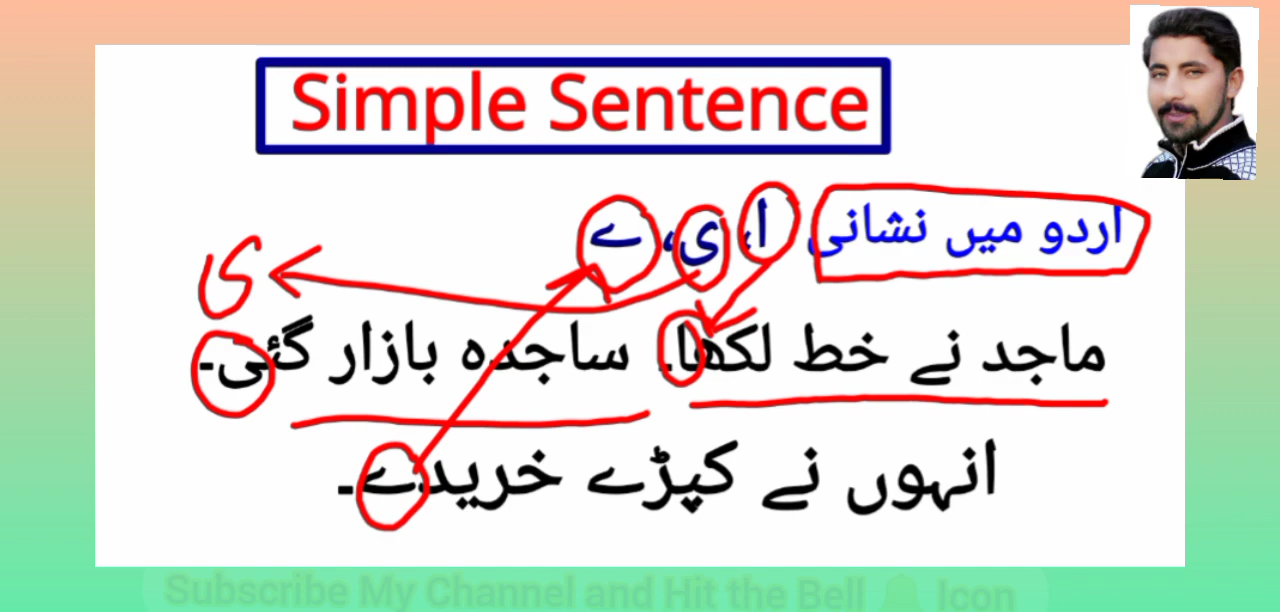 Simple Sentence
اردو میں نشانی ا، ی، ے
ی
ماجد نے خط لکھا۔ ساجدہ بازار گئی۔
انہوں نے کپڑے خریدے۔
Subscribe My Channel and Hit the Bell 🔔 Icon